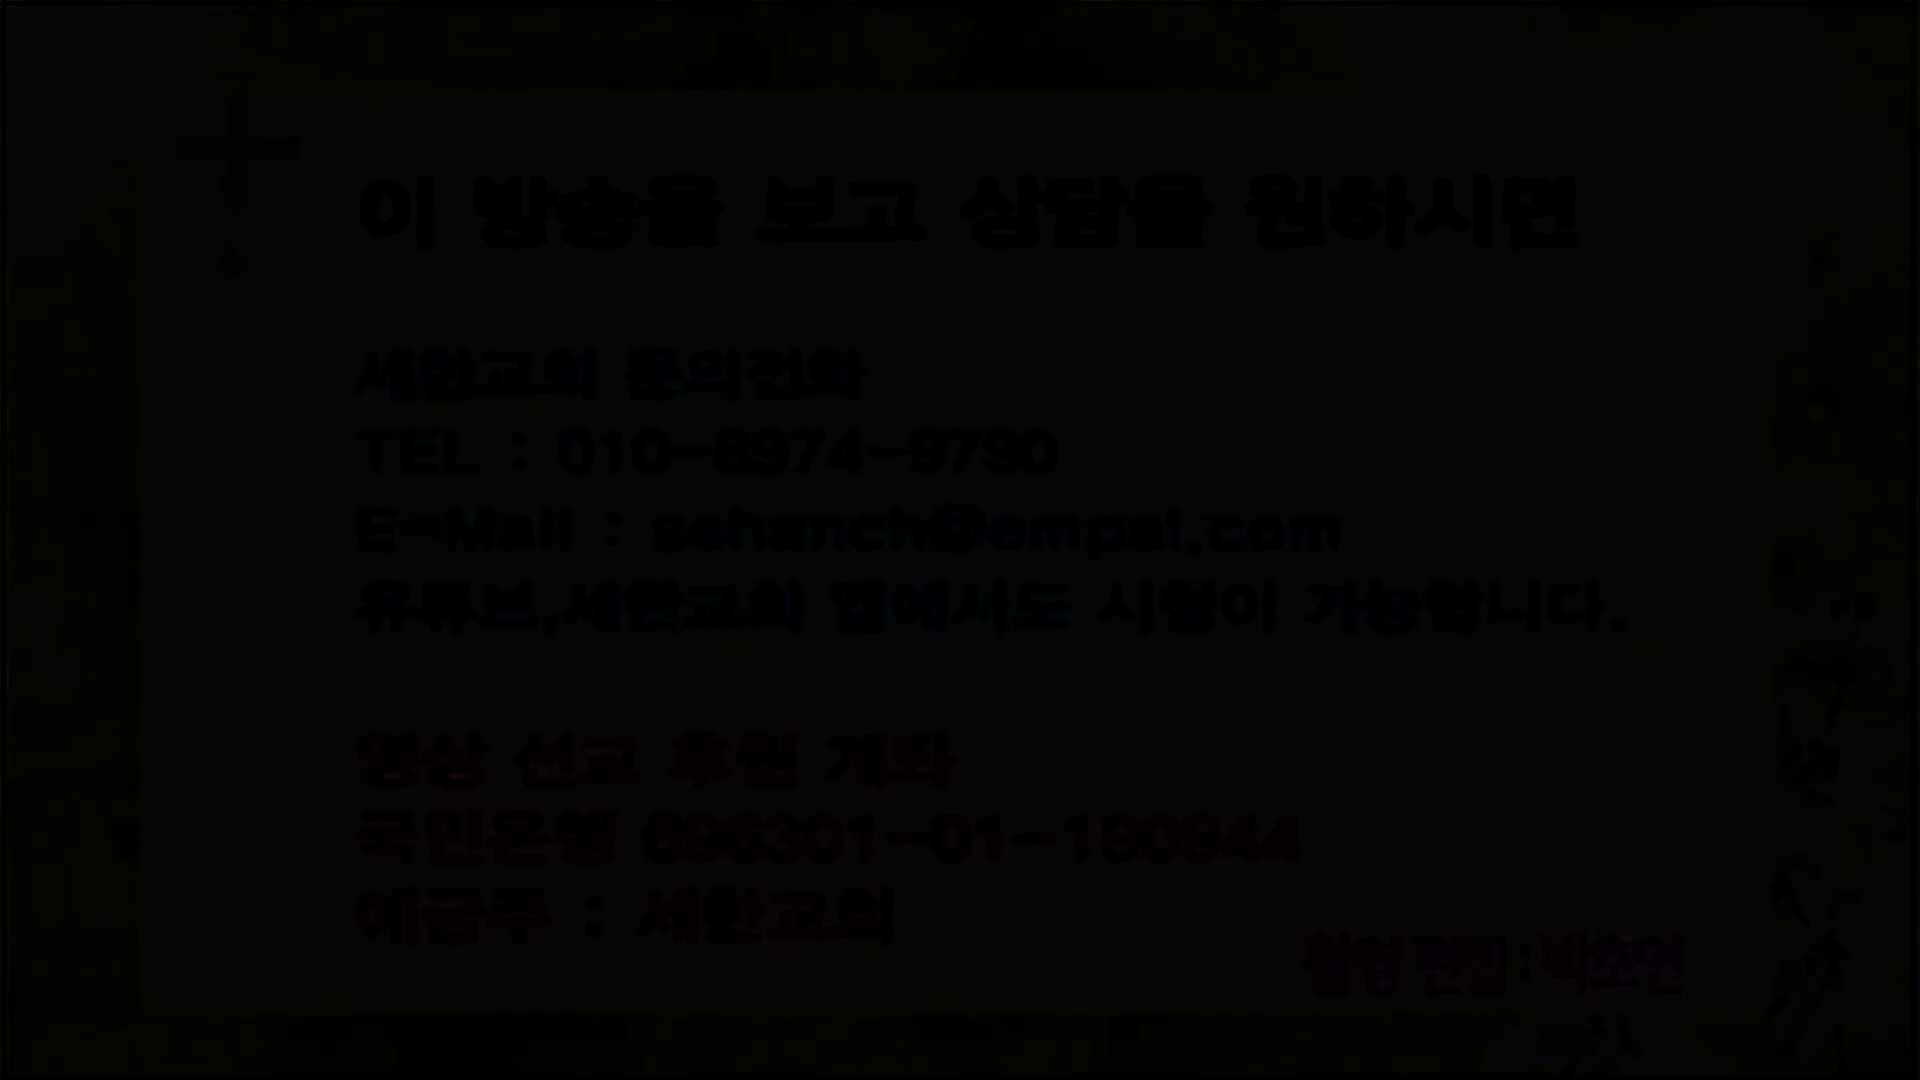 이 방송을 보고 상담을 원하시면
세한교회 문의전화
TEL : 010-8974-9790
E-Mail : sehanch@empal.com
유튜브,세한교회 앱에서도 시청이 가능합니다.
영상 선교 후원 계좌
국민은행 696301-01-190944
예금주 : 세한교회
촬영 편집 : 박초인